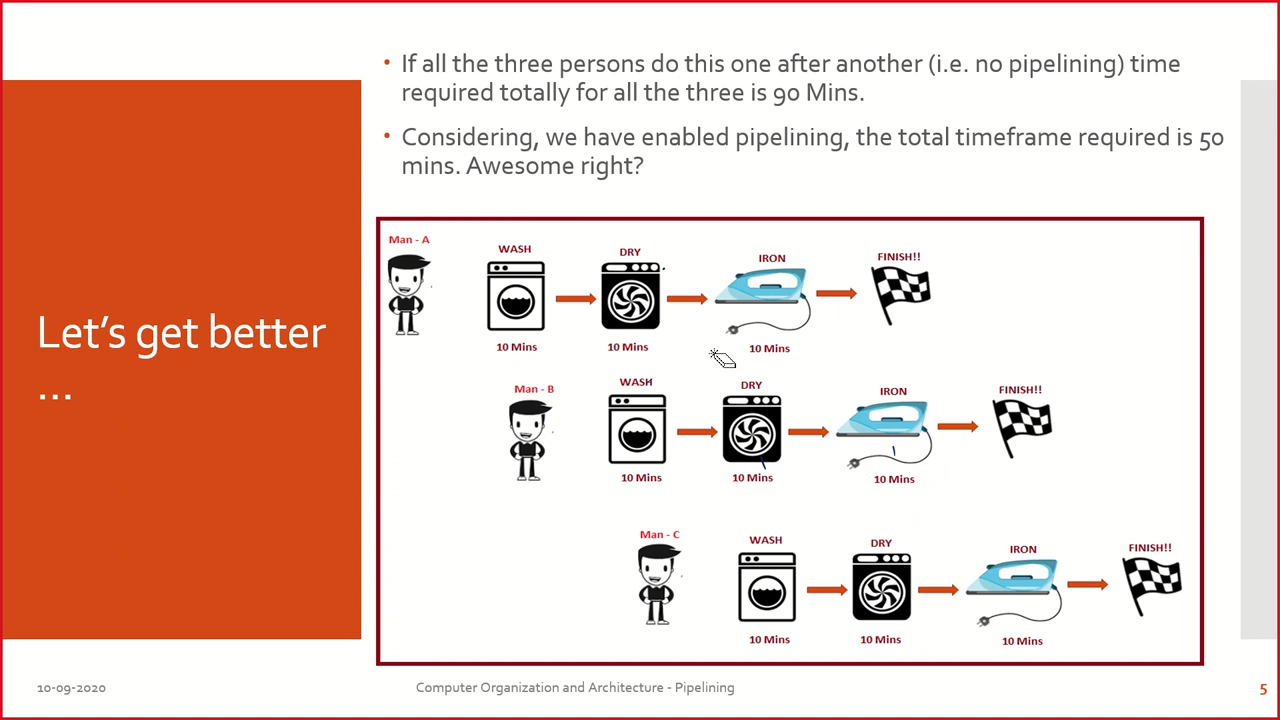 • If all the three persons do this one after another (i.e. no pipelining) time
required totally for all the three is 90 Mins.
• Considering, we have enabled pipelining, the total timeframe required is 50
mins. Awesome right?
Let's get better
...
Man - A
WASH
DRY
IRON
FINISH!!
10 Mins
10 Mins
10 Mins
Man - B
WASH
DRY
IRON
FINISH!!
10 Mins
10 Mins
10 Mins
Man - C
WASH
DRY
IRON
FINISH!!
10 Mins
10 Mins
10 Mins
10-09-2020
Computer Organization and Architecture - Pipelining
5